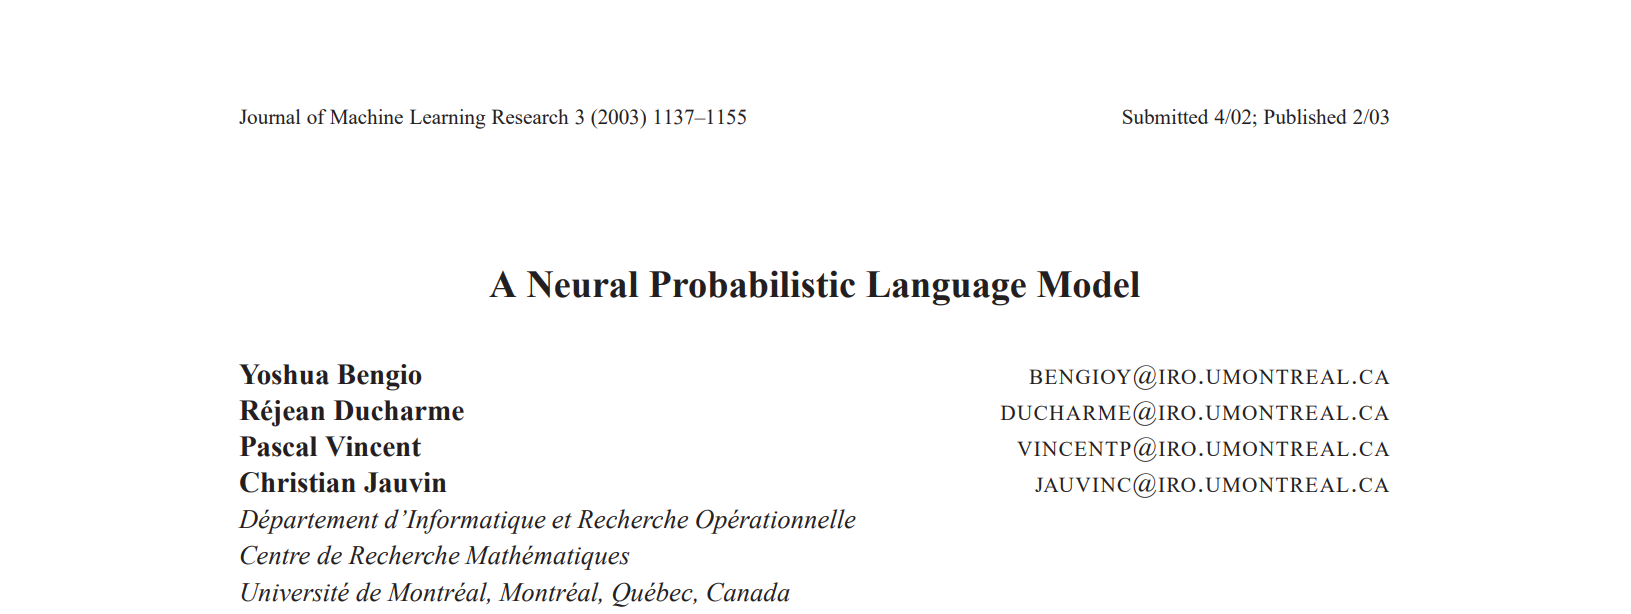 Journal of Machine Learning Research 3 (2003) 1137–1155 Submitted 4/02; Published 2/03
A Neural Probabilistic Language Model
Yoshua Bengio BENGIOY@IRO.UMONTREAL.CA
Réjean Ducharme DUCHARME@IRO.UMONTREAL.CA
Pascal Vincent VINCENTP@IRO.UMONTREAL.CA
Christian Jauvin JAUVINC@IRO.UMONTREAL.CA
Département d’Informatique et Recherche Opérationnelle
Centre de Recherche Mathématiques
Université de Montréal, Montréal, Québec, Canada